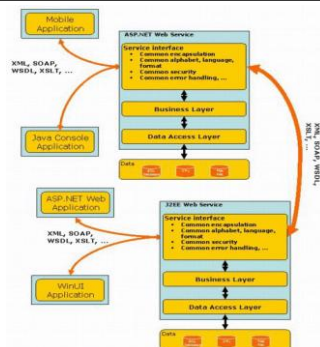 Mobile
Application
XML, SOAP,
WSDL, XSLT, ...
Java Console
Application
ASP.NET Web Service
Service interface
• Common encapsulation
• Common alphabet, language,
format
• Common security
• Common error handling, ...
Business Layer
Data Access Layer
Data
XML, SOAP, WSDL,
XSLT, ...
ASP.NET Web
Application
XML, SOAP,
WSDL, XSLT, ...
WinUI
Application
J2EE Web Service
Service interface
• Common encapsulation
• Common alphabet, language,
format
• Common security
• Common error handling, ...
Business Layer
Data Access Layer
Data